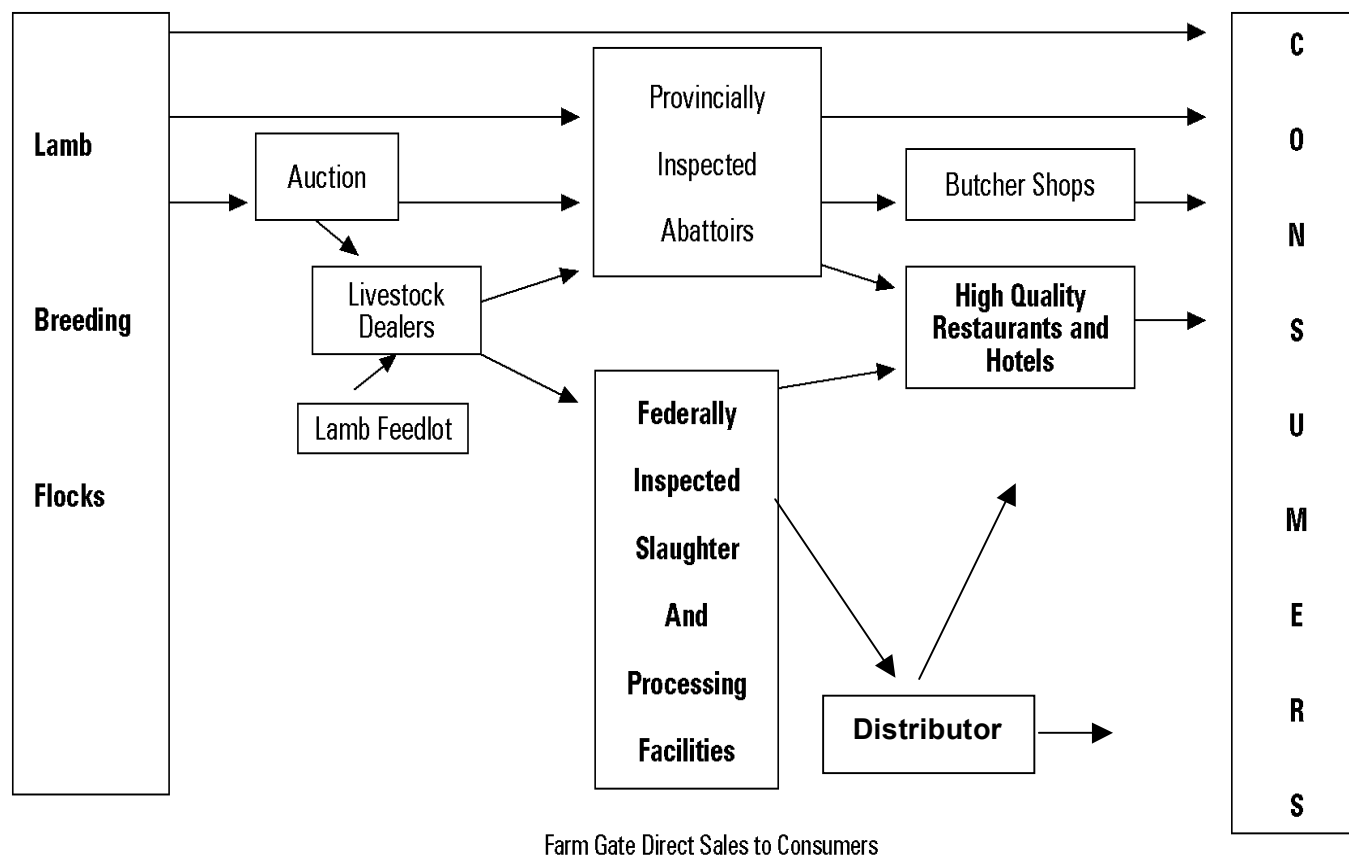 Lamb
Breeding
Flocks
Auction
Livestock
Dealers
Lamb Feedlot
Provincially
Inspected
Abattoirs
Federally
Inspected
Slaughter
And
Processing
Facilities
Butcher Shops
High Quality
Restaurants and
Hotels
Distributor
C
O
N
S
U
M
E
R
S
Farm Gate Direct Sales to Consumers